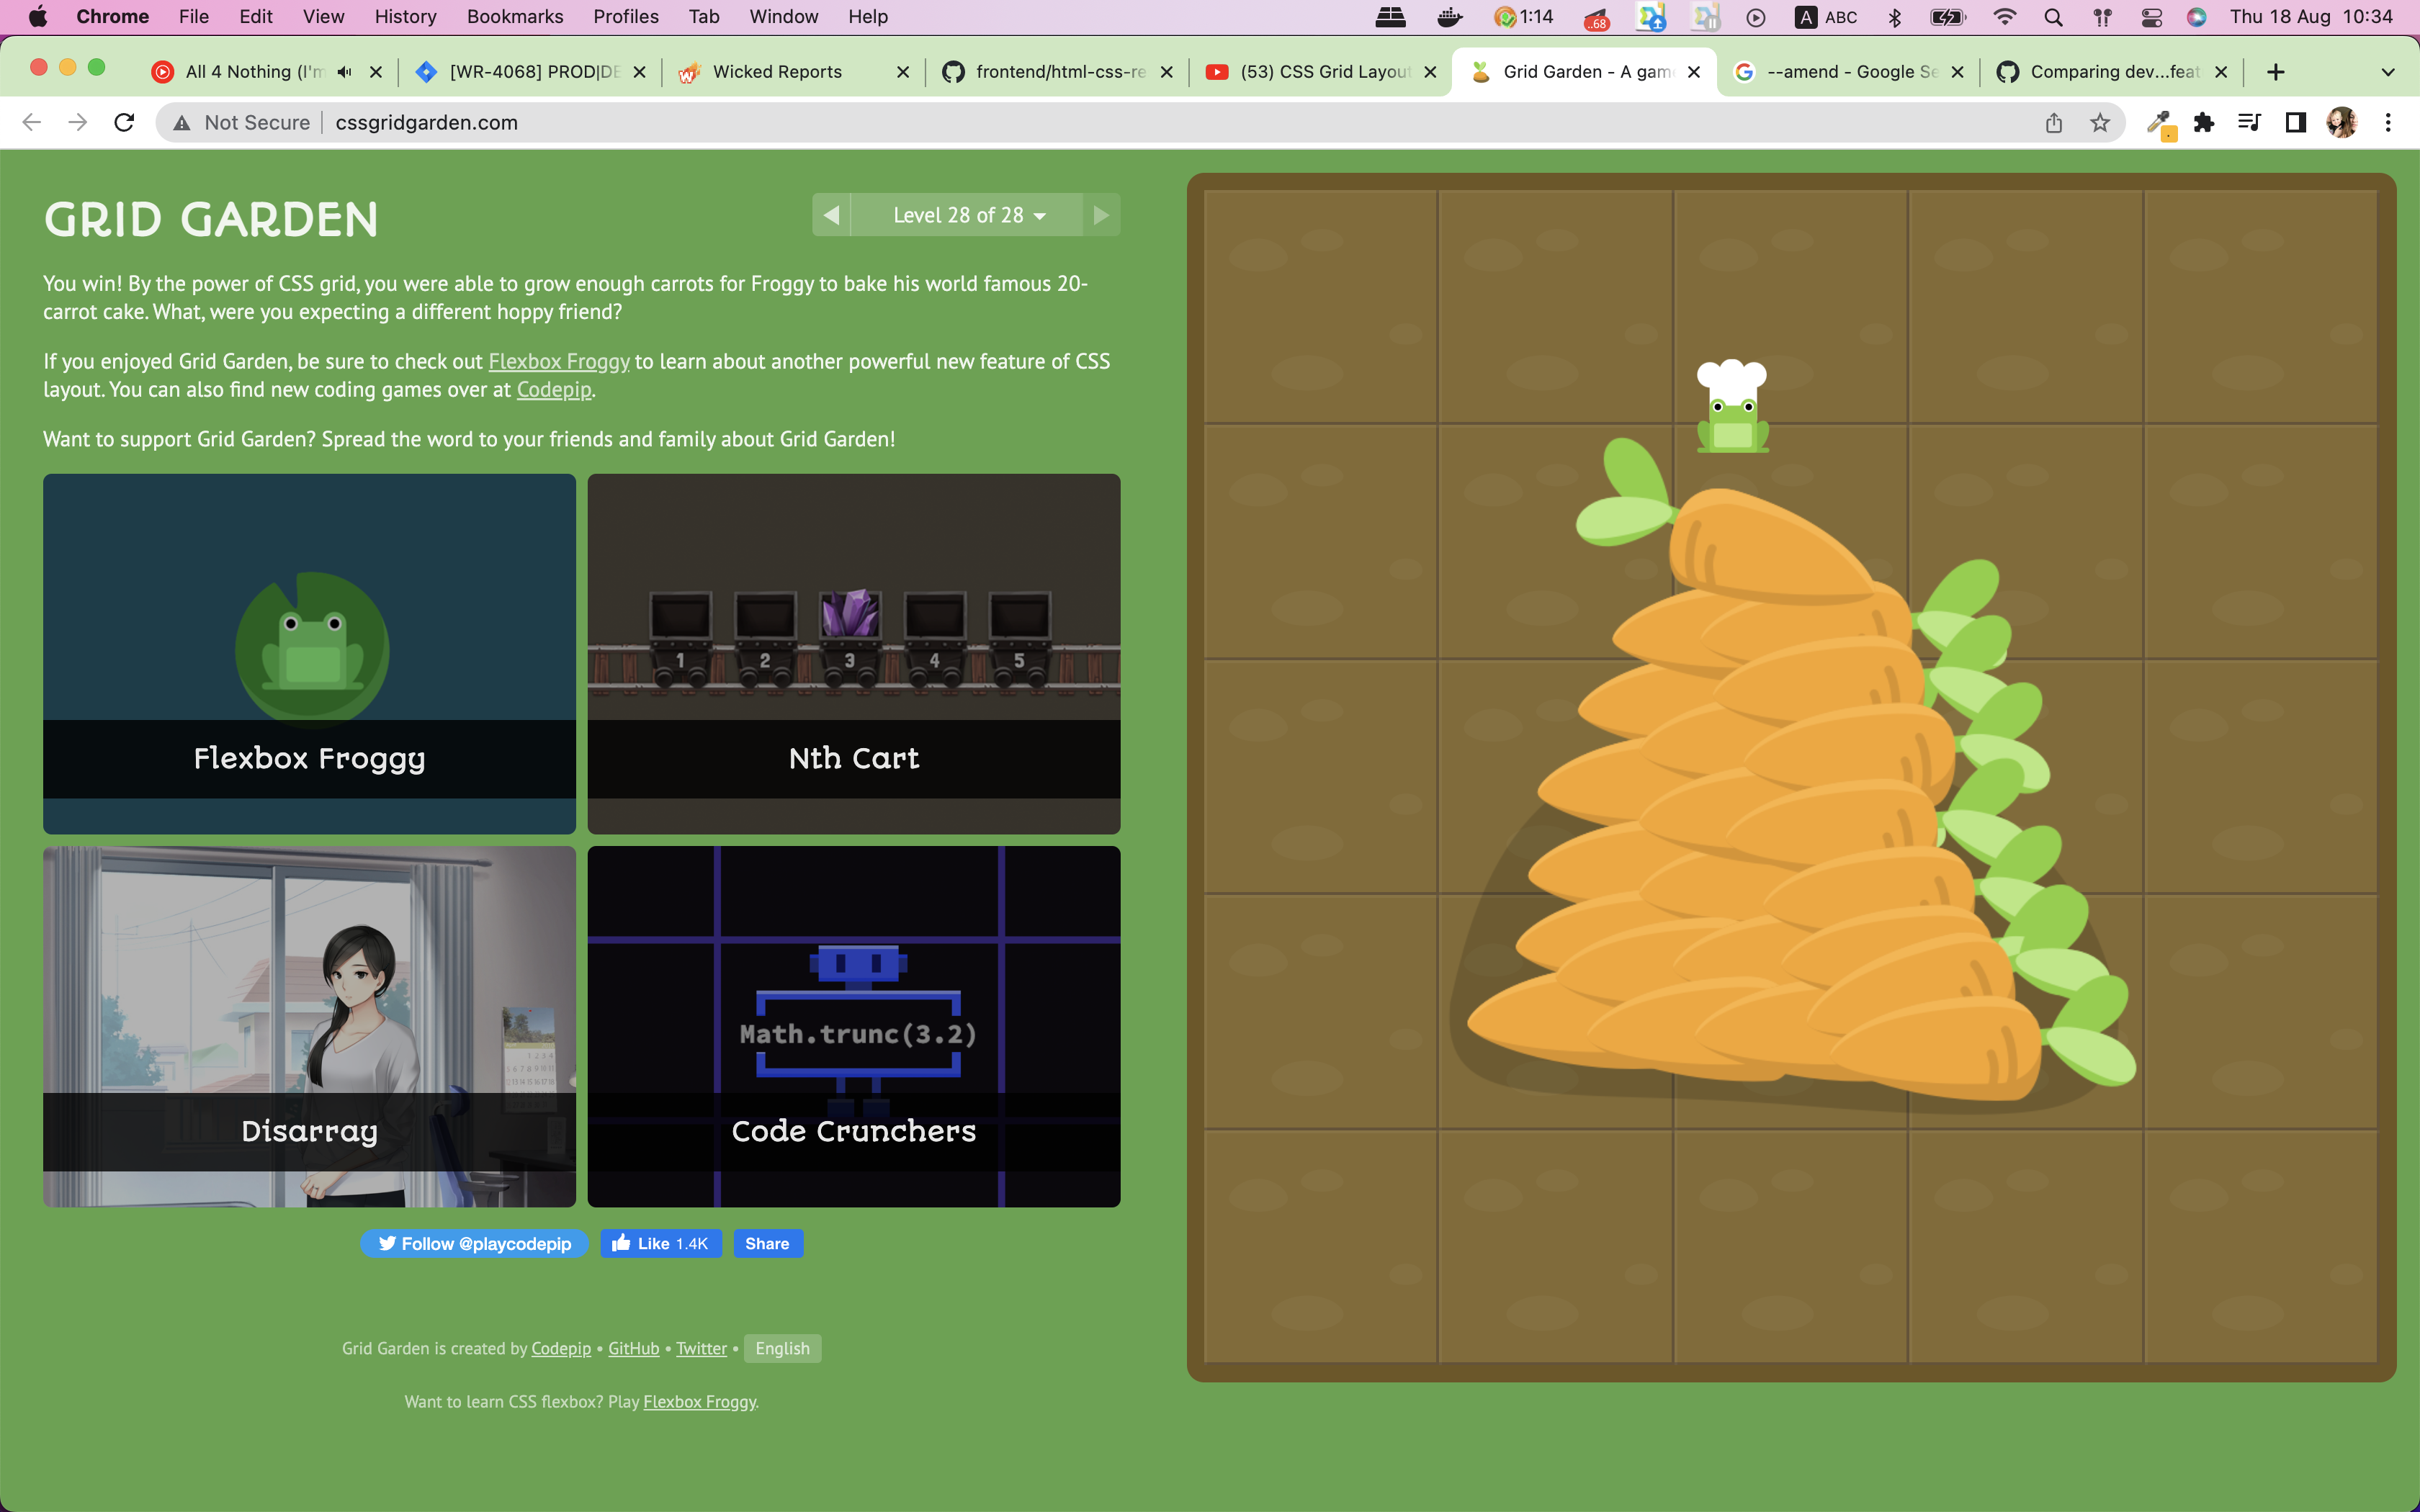 Chrome File Edit View History Bookmarks Profiles Tab Window Help 1:14 ..68 A ABC Thu 18 Aug 10:34
All 4 Nothing (I'm [WR-4068] PROD|DE Wicked Reports frontend/html-css-re (53) CSS Grid Layou Grid Garden - A gam --amend - Google Se Comparing dev...feat
Not Secure cssgridgarden.com
GRID GARDEN
Level 28 of 28
You win! By the power of CSS grid, you were able to grow enough carrots for Froggy to bake his world famous 20-
carrot cake. What, were you expecting a different hoppy friend?
If you enjoyed Grid Garden, be sure to check out Flexbox Froggy to learn about another powerful new feature of CSS
layout. You can also find new coding games over at Codepip.
Want to support Grid Garden? Spread the word to your friends and family about Grid Garden!
1 2 3 4 5
Flexbox Froggy
Nth Cart
Math.trunc(3.2)
Disarray
Code Crunchers
Follow @playcodepip Like 1.4K Share
Grid Garden is created by Codepip • GitHub • Twitter • English
Want to learn CSS flexbox? Play Flexbox Froggy.